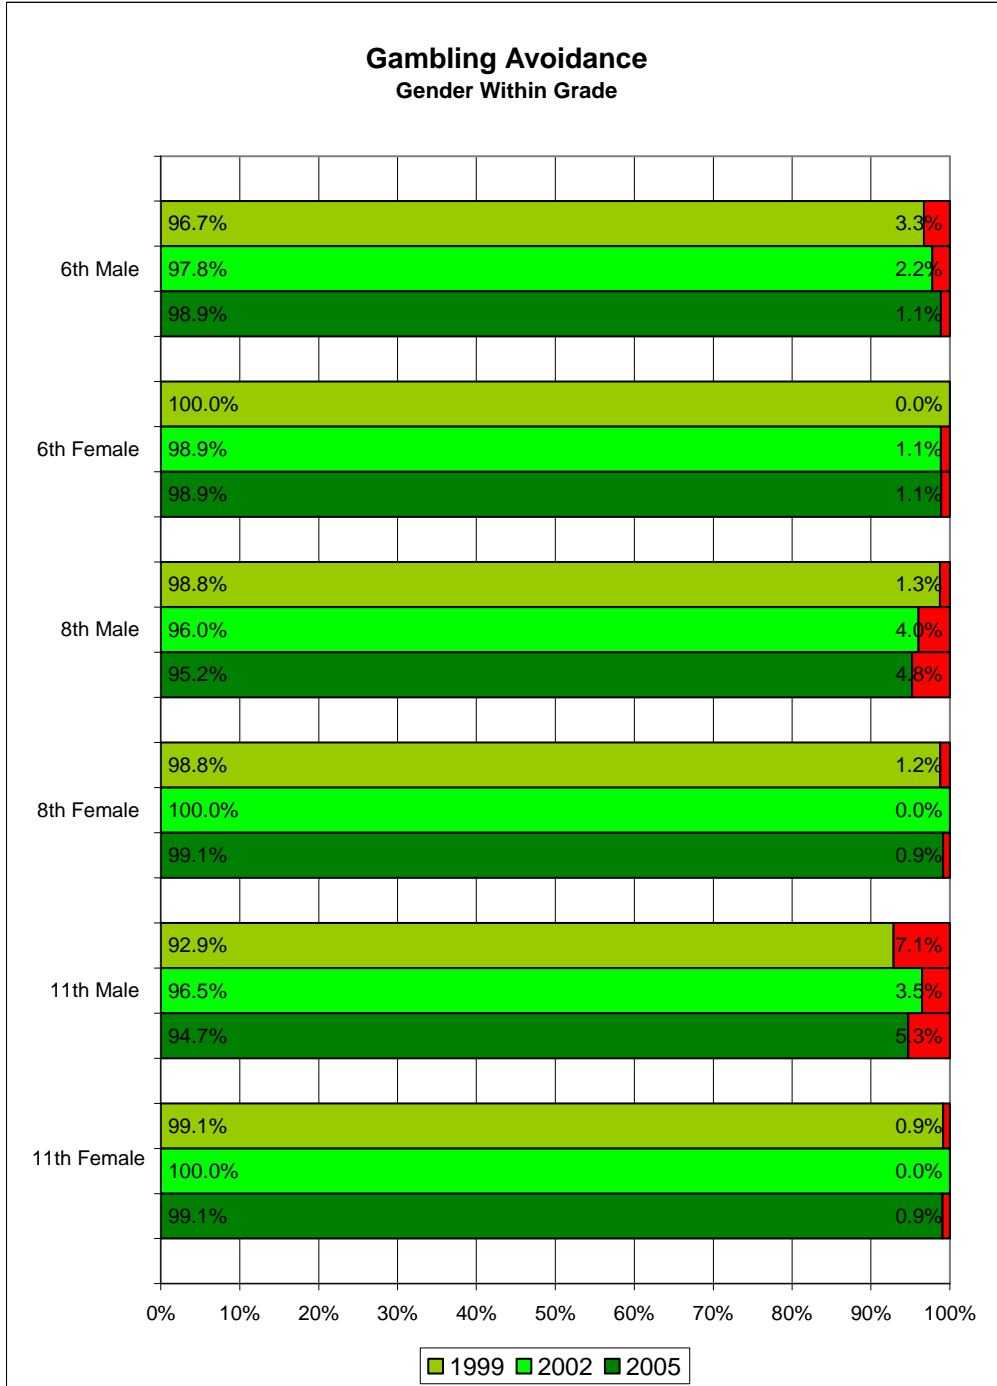 Gambling Avoidance
Gender Within Grade
96.7% 3.3%
6th Male 97.8% 2.2%
98.9% 1.1%
100.0% 0.0%
6th Female 98.9% 1.1%
98.9% 1.1%
98.8% 1.3%
8th Male 96.0% 4.0%
95.2% 4.8%
98.8% 1.2%
8th Female 100.0% 0.0%
99.1% 0.9%
92.9% 7.1%
11th Male 96.5% 3.5%
94.7% 5.3%
99.1% 0.9%
11th Female 100.0% 0.0%
99.1% 0.9%
0% 10% 20% 30% 40% 50% 60% 70% 80% 90% 100%
1999 2002 2005